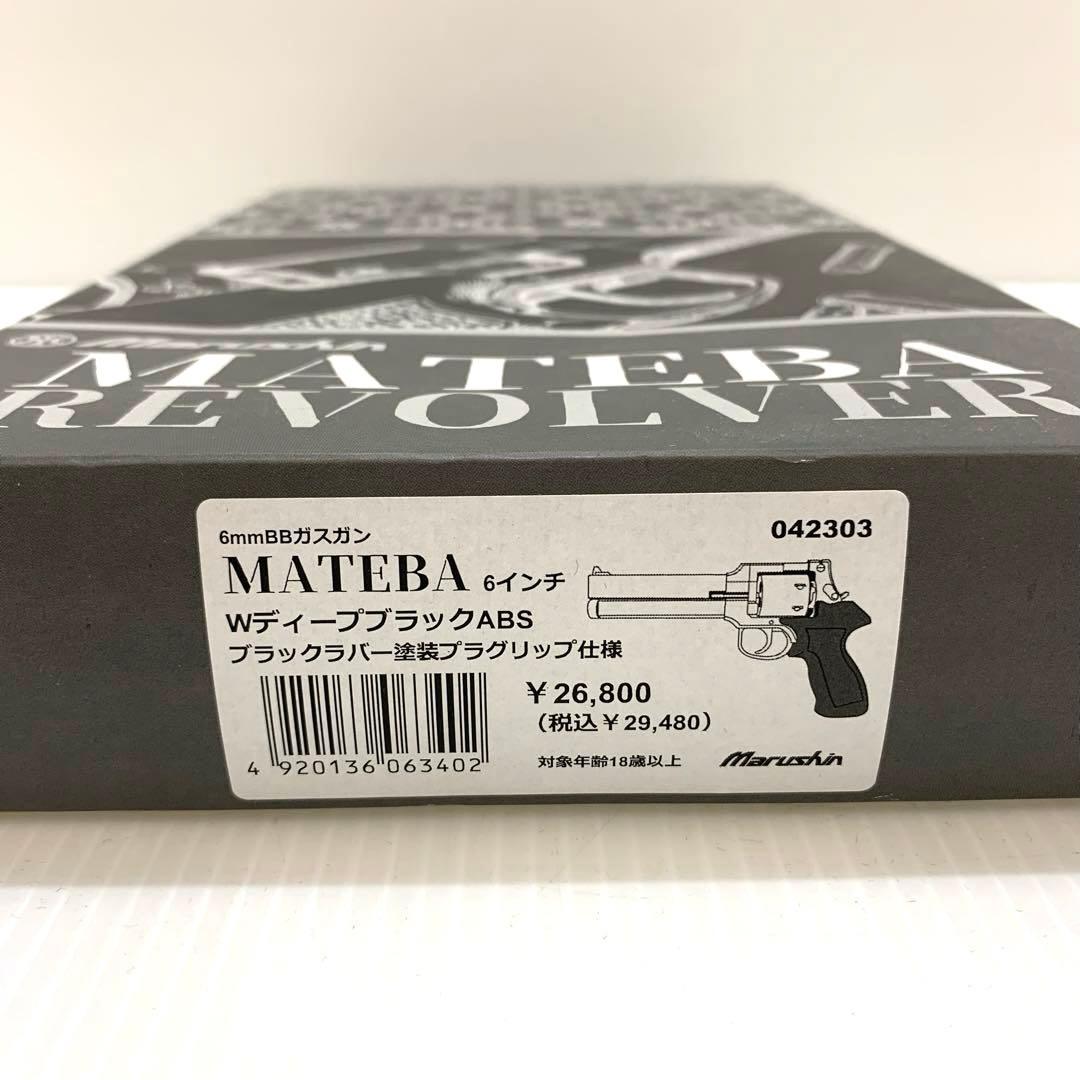 Marushin
MATEBA
REVOLVER
6mmBBガスガン
042303
MATEBA 6インチ
WディープブラックABS
ブラックラバー塗装プラグリップ仕様
￥26,800
（税込￥29,480）
4 920136 063402
対象年齢18歳以上
Marushin